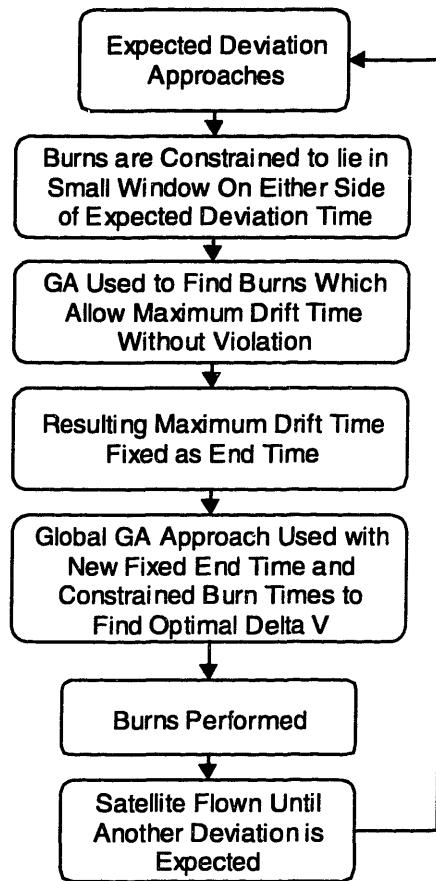 Expected Deviation
Approaches
Burns are Constrained to lie in
Small Window On Either Side
of Expected Deviation Time
GA Used to Find Burns Which
Allow Maximum Drift Time
Without Violation
Resulting Maximum Drift Time
Fixed as End Time
Global GA Approach Used with
New Fixed End Time and
Constrained Burn Times to
Find Optimal Delta V
Burns Performed
Satellite Flown Until
Another Deviation is
Expected